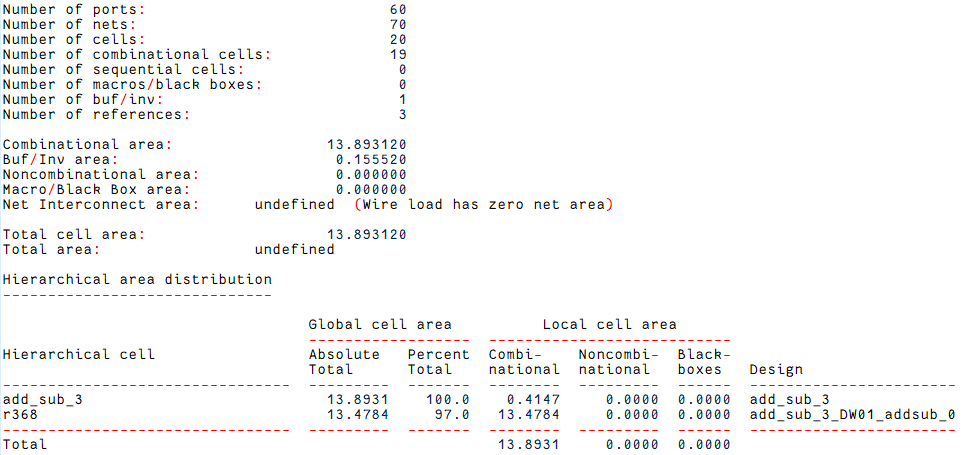 Number of ports:                           60
Number of nets:                            70
Number of cells:                           20
Number of combinational cells:             19
Number of sequential cells:                 0
Number of macros/black boxes:               0
Number of buf/inv:                          1
Number of references:                       3
Combinational area:                 13.893120
Buf/Inv area:                        0.155520
Noncombinational area:               0.000000
Macro/Black Box area:                0.000000
Net Interconnect area:      undefined  (Wire load has zero net area)
Total cell area:                    13.893120
Total area:                 undefined
Hierarchical area distribution
------------------------------
                                  Global cell area          Local cell area
                                  ------------------  ---------------------------
Hierarchical cell                 Absolute   Percent  Combi-    Noncombi-  Black-
                                  Total      Total    national  national   boxes   Design
--------------------------------  ---------  -------  --------  ---------  ------  -----------------------
add_sub_3                           13.8931    100.0    0.4147     0.0000  0.0000  add_sub_3
r368                                13.4784     97.0   13.4784     0.0000  0.0000  add_sub_3_DW01_addsub_0
--------------------------------  ---------  -------  --------  ---------  ------  -----------------------
Total                                                  13.8931     0.0000  0.0000